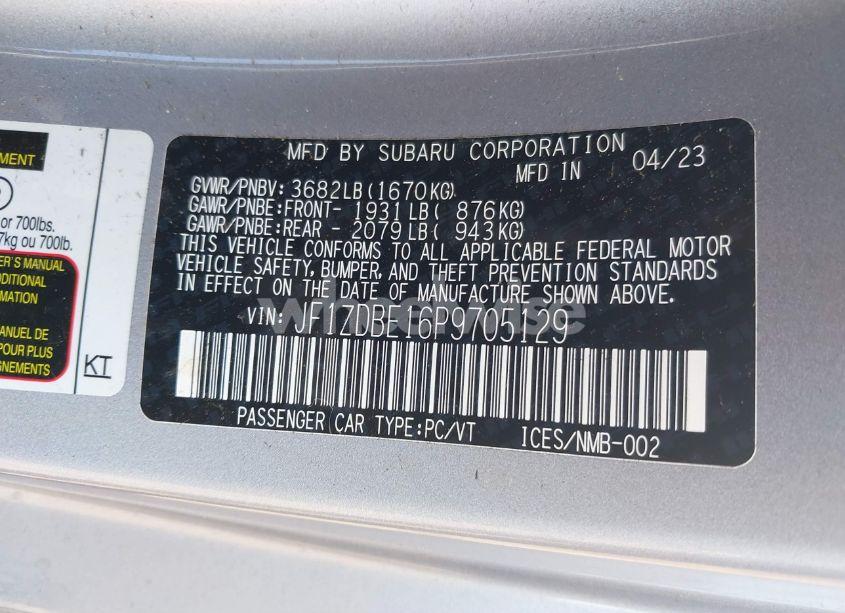 MENT
or 700lbs.
7kg ou 700lb.
ER'S MANUAL
DDITIONAL
RMATION
ANUEL DE
POUR PLUS
GNEMENTS
KT
MFD BY SUBARU CORPORATION
MFD IN 04/23
GVWR/PNBV: 3682LB(1670KG)
GAWR/PNBE:FRONT- 1931LB( 876KG)
GAWR/PNBE:REAR - 2079LB( 943KG)
THIS VEHICLE CONFORMS TO ALL APPLICABLE FEDERAL MOTOR
VEHICLE SAFETY, BUMPER, AND THEFT PREVENTION STANDARDS
IN EFFECT ON THE DATE OF MANUFACTURE SHOWN ABOVE.
VIN: JF1ZDBE16P9705129
PASSENGER CAR TYPE:PC/VT ICES/NMB-002